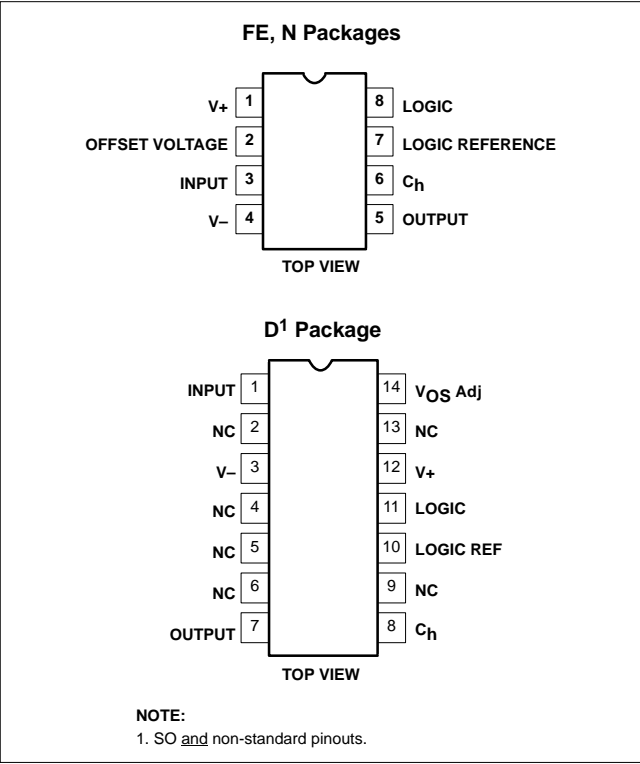 FE, N Packages
V+ 1 8 LOGIC
OFFSET VOLTAGE 2 7 LOGIC REFERENCE
INPUT 3 6 Ch
V– 4 5 OUTPUT
TOP VIEW
D1 Package
INPUT 1 14 VOS Adj
NC 2 13 NC
V– 3 12 V+
NC 4 11 LOGIC
NC 5 10 LOGIC REF
NC 6 9 NC
OUTPUT 7 8 Ch
TOP VIEW
NOTE:
1. SO and non-standard pinouts.